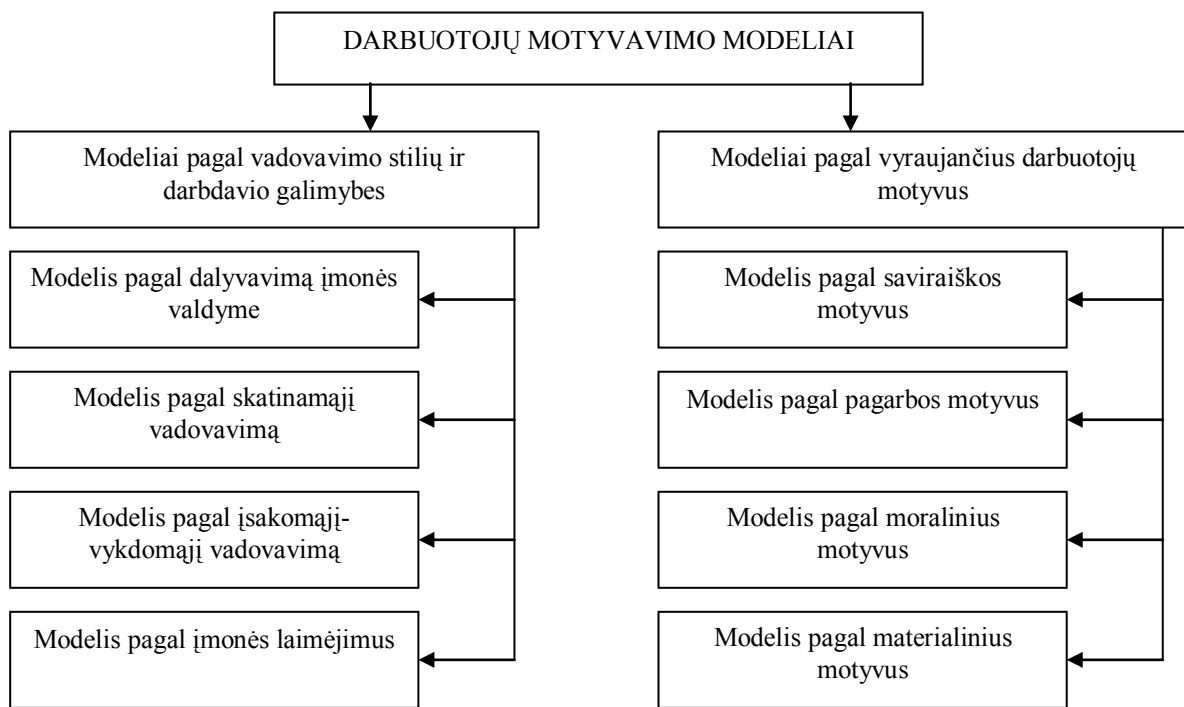 DARBUOTOJŲ MOTYVAVIMO MODELIAI
Modeliai pagal vadovavimo stilių ir
darbdavio galimybes
Modelis pagal dalyvavimą įmonės
valdyme
Modelis pagal skatinamąjį
vadovavimą
Modelis pagal įsakomąjį-
vykdomąjį vadovavimą
Modelis pagal įmonės laimėjimus
Modeliai pagal vyraujančius darbuotojų
motyvus
Modelis pagal saviraiškos
motyvus
Modelis pagal pagarbos motyvus
Modelis pagal moralinius
motyvus
Modelis pagal materialinius
motyvus